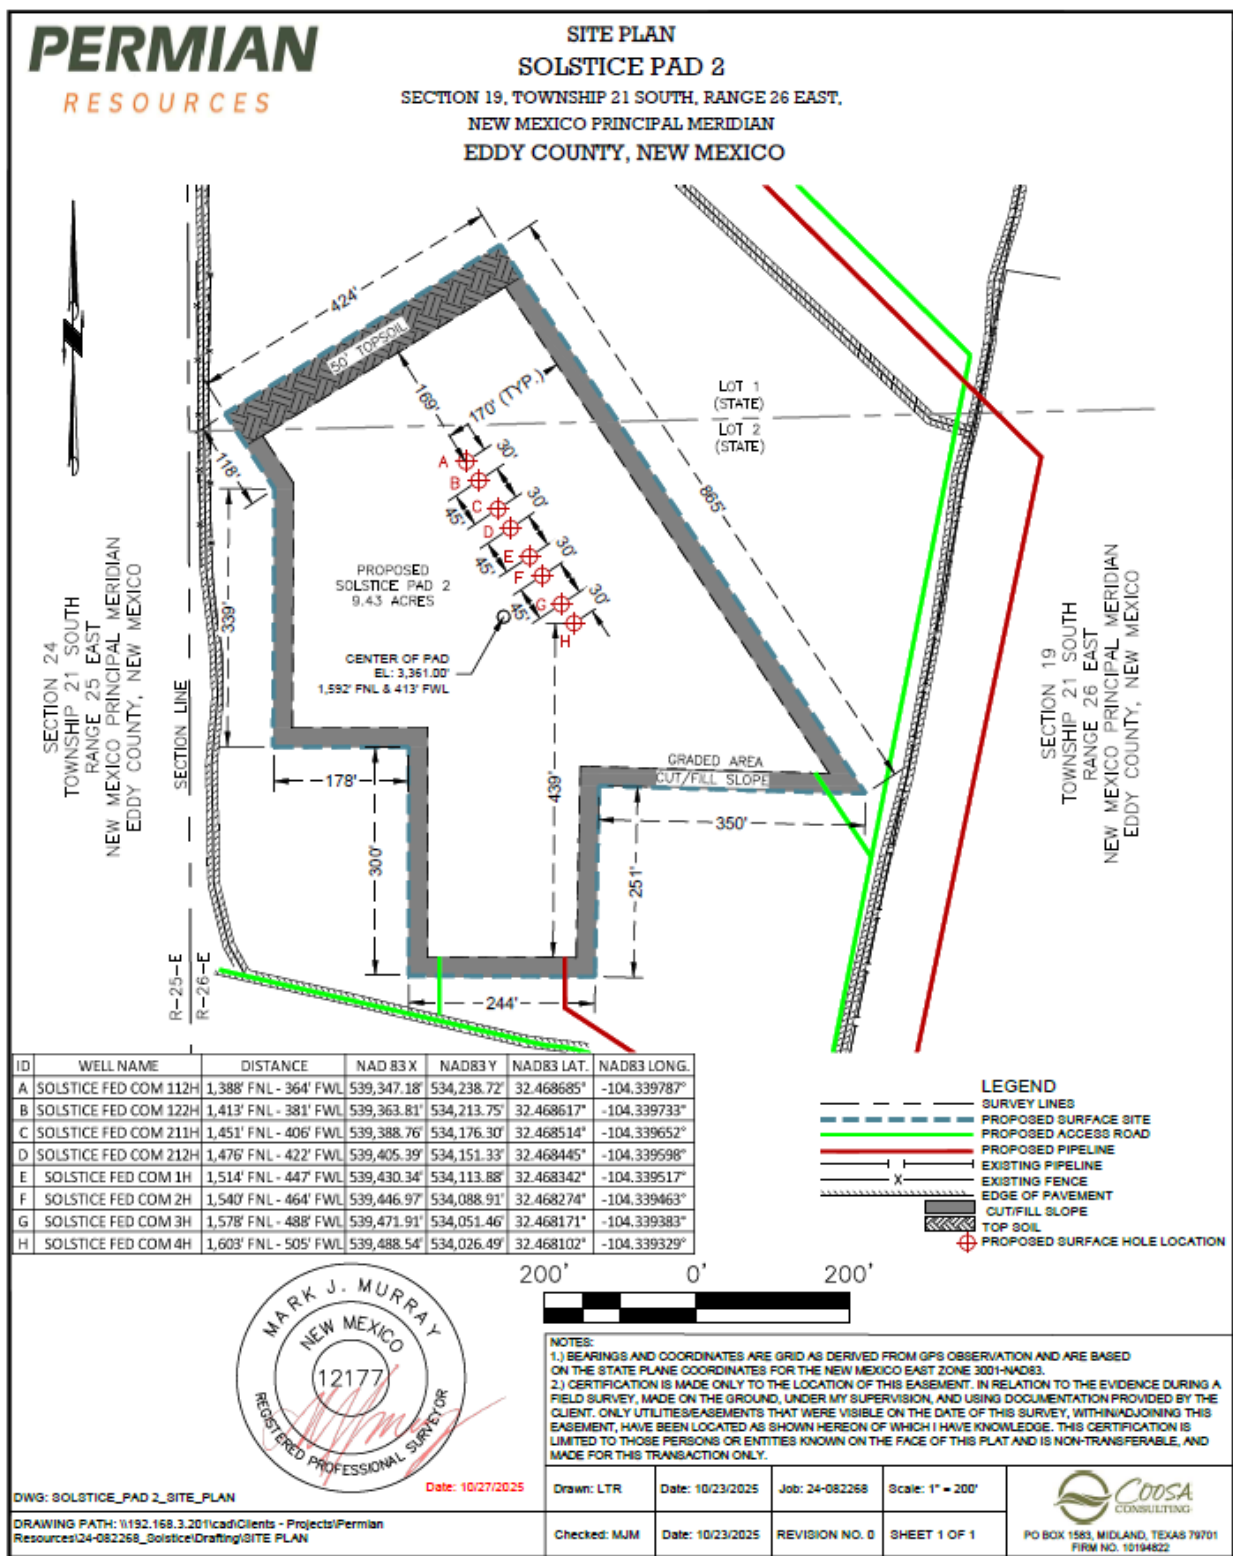 PERMIAN
RESOURCES
SITE PLAN
SOLSTICE PAD 2
SECTION 19, TOWNSHIP 21 SOUTH, RANGE 26 EAST,
NEW MEXICO PRINCIPAL MERIDIAN
EDDY COUNTY, NEW MEXICO
424'
50' TOPSOIL
169'
170' (TYP.)
LOT 1
(STATE)
LOT 2
(STATE)
118'
A
B
C
D
E
F
G
H
30'
30'
30'
30'
45'
45'
45'
865'
339'
PROPOSED
SOLSTICE PAD 2
9.43 ACRES
CENTER OF PAD
EL: 3,361.00'
1,592' FNL & 413' FWL
SECTION 24
TOWNSHIP 21 SOUTH
RANGE 25 EAST
NEW MEXICO PRINCIPAL MERIDIAN
EDDY COUNTY, NEW MEXICO
SECTION LINE
SECTION 19
TOWNSHIP 21 SOUTH
RANGE 26 EAST
NEW MEXICO PRINCIPAL MERIDIAN
EDDY COUNTY, NEW MEXICO
GRADED AREA
CUT/FILL SLOPE
178'
439'
350'
300'
251'
244'
R-25-E
R-26-E
ID WELL NAME DISTANCE NAD 83 X NAD83 Y NAD83 LAT. NAD83 LONG.
A SOLSTICE FED COM 112H 1,388' FNL - 364' FWL 539,347.18' 534,238.72' 32.468685° -104.339787°
B SOLSTICE FED COM 122H 1,413' FNL - 381' FWL 539,363.81' 534,213.75' 32.468617° -104.339733°
C SOLSTICE FED COM 211H 1,451' FNL - 406' FWL 539,388.76' 534,176.30' 32.468514° -104.339652°
D SOLSTICE FED COM 212H 1,476' FNL - 422' FWL 539,405.39' 534,151.33' 32.468445° -104.339598°
E SOLSTICE FED COM 1H 1,514' FNL - 447' FWL 539,430.34' 534,113.88' 32.468342° -104.339517°
F SOLSTICE FED COM 2H 1,540' FNL - 464' FWL 539,446.97' 534,088.91' 32.468274° -104.339463°
G SOLSTICE FED COM 3H 1,578' FNL - 488' FWL 539,471.91' 534,051.46' 32.468171° -104.339383°
H SOLSTICE FED COM 4H 1,603' FNL - 505' FWL 539,488.54' 534,026.49' 32.468102° -104.339329°
LEGEND
SURVEY LINES
PROPOSED SURFACE SITE
PROPOSED ACCESS ROAD
PROPOSED PIPELINE
EXISTING PIPELINE
X EXISTING FENCE
EDGE OF PAVEMENT
CUT/FILL SLOPE
TOP SOIL
PROPOSED SURFACE HOLE LOCATION
200' 0' 200'
MARK J. MURRAY
NEW MEXICO
12177
REGISTERED PROFESSIONAL SURVEYOR
Date: 10/27/2025
NOTES:
1.) BEARINGS AND COORDINATES ARE GRID AS DERIVED FROM GPS OBSERVATION AND ARE BASED
ON THE STATE PLANE COORDINATES FOR THE NEW MEXICO EAST ZONE 3001-NAD83.
2.) CERTIFICATION IS MADE ONLY TO THE LOCATION OF THIS EASEMENT. IN RELATION TO THE EVIDENCE DURING A
FIELD SURVEY, MADE ON THE GROUND, UNDER MY SUPERVISION, AND USING DOCUMENTATION PROVIDED BY THE
CLIENT. ONLY UTILITIES/EASEMENTS THAT WERE VISIBLE ON THE DATE OF THIS SURVEY, WITHIN/ADJOINING THIS
EASEMENT, HAVE BEEN LOCATED AS SHOWN HEREON OF WHICH I HAVE KNOWLEDGE. THIS CERTIFICATION IS
LIMITED TO THOSE PERSONS OR ENTITIES KNOWN ON THE FACE OF THIS PLAT AND IS NON-TRANSFERABLE, AND
MADE FOR THIS TRANSACTION ONLY.
DWG: SOLSTICE_PAD 2_SITE_PLAN
DRAWING PATH: \\192.168.3.201\cad\Clients - Projects\Permian
Resources\24-082268_Solstice\Drafting\SITE PLAN
Drawn: LTR Date: 10/23/2025 Job: 24-082268 Scale: 1" = 200'
Checked: MJM Date: 10/23/2025 REVISION NO. 0 SHEET 1 OF 1
COOSA
CONSULTING
PO BOX 1583, MIDLAND, TEXAS 79701
FIRM NO. 10194822